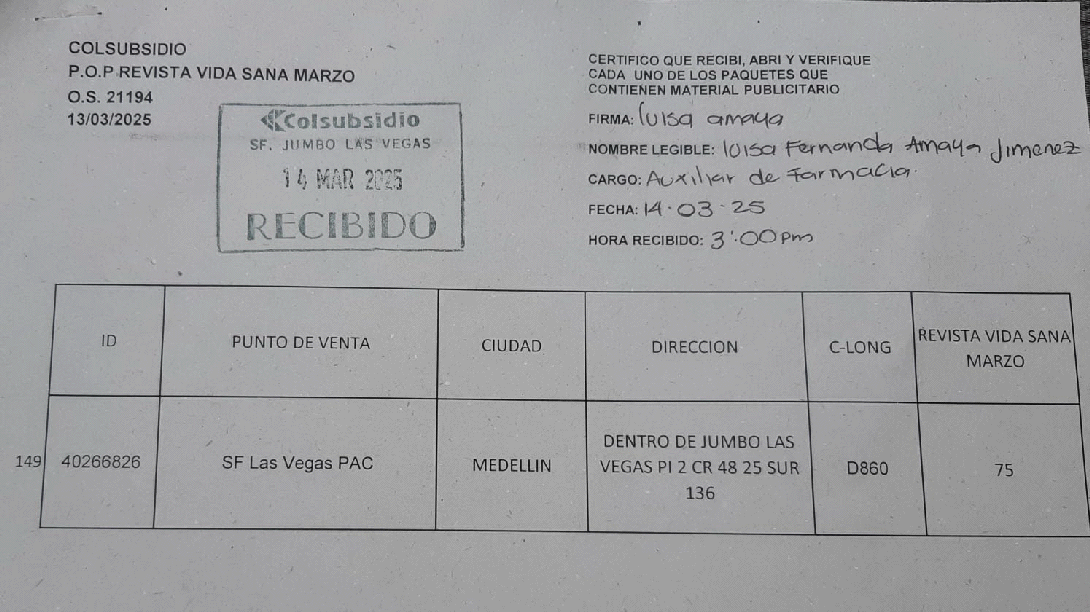 COLSUBSIDIO
P.O.P REVISTA VIDA SANA MARZO
O.S. 21194
13/03/2025
Colsubsidio
SF. JUMBO LAS VEGAS
14 MAR 2025
RECIBIDO
CERTIFICO QUE RECIBI, ABRI Y VERIFIQUE
CADA UNO DE LOS PAQUETES QUE
CONTIENEN MATERIAL PUBLICITARIO
FIRMA: luisa amaya
NOMBRE LEGIBLE: luisa Fernanda Amaya Jimenez
CARGO: Auxiliar de Farmacia.
FECHA: 14.03.25
HORA RECIBIDO: 3:00 pm
ID
PUNTO DE VENTA
CIUDAD
DIRECCION
C-LONG
REVISTA VIDA SANA
MARZO
149
40266826
SF Las Vegas PAC
MEDELLIN
DENTRO DE JUMBO LAS
VEGAS PI 2 CR 48 25 SUR
136
D860
75